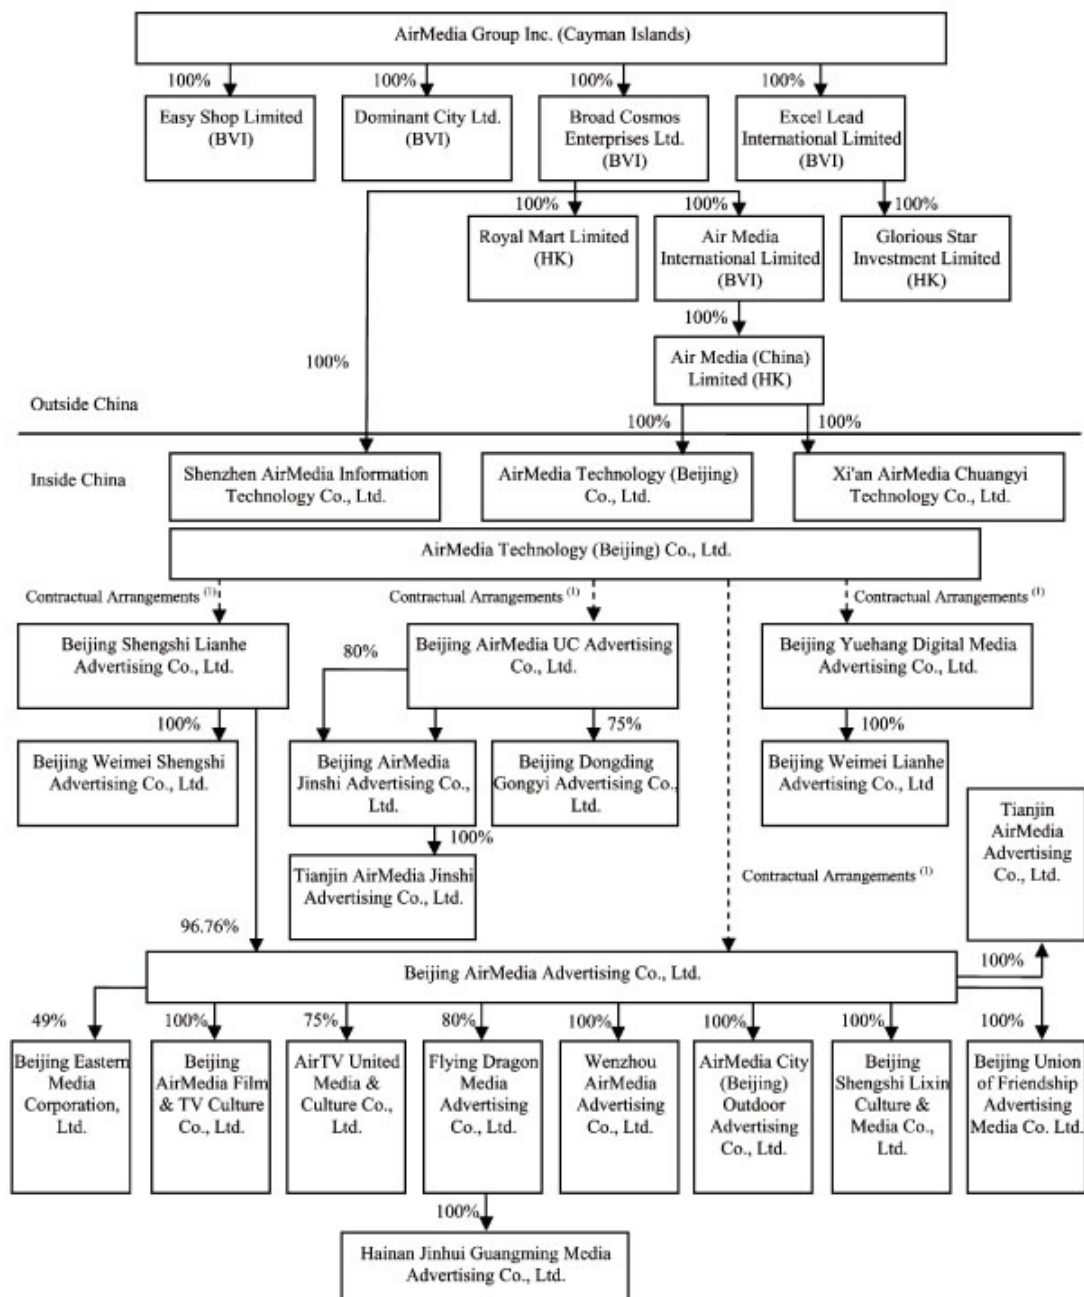 AirMedia Group Inc. (Cayman Islands)
100%
100%
100%
100%
Easy Shop Limited
(BVI)
Dominant City Ltd.
(BVI)
Broad Cosmos
Enterprises Ltd.
(BVI)
Excel Lead
International Limited
(BVI)
100%
100%
100%
Royal Mart Limited
(HK)
Air Media
International Limited
(BVI)
Glorious Star
Investment Limited
(HK)
100%
100%
Air Media (China)
Limited (HK)
Outside China
100%
100%
Inside China
Shenzhen AirMedia Information
Technology Co., Ltd.
AirMedia Technology (Beijing)
Co., Ltd.
Xi'an AirMedia Chuangyi
Technology Co., Ltd.
AirMedia Technology (Beijing) Co., Ltd.
Contractual Arrangements (1)
Contractual Arrangements (1)
Contractual Arrangements (1)
Beijing Shengshi Lianhe
Advertising Co., Ltd.
80%
Beijing AirMedia UC Advertising
Co., Ltd.
Beijing Yuehang Digital Media
Advertising Co., Ltd.
100%
75%
100%
Beijing Weimei Shengshi
Advertising Co., Ltd.
Beijing AirMedia
Jinshi Advertising Co.,
Ltd.
Beijing Dongding
Gongyi Advertising Co.,
Ltd.
Beijing Weimei Lianhe
Advertising Co., Ltd
Tianjin
AirMedia
Advertising
Co., Ltd.
100%
Tianjin AirMedia Jinshi
Advertising Co., Ltd.
Contractual Arrangements (1)
96.76%
100%
Beijing AirMedia Advertising Co., Ltd.
49%
100%
75%
80%
100%
100%
100%
100%
Beijing Eastern
Media
Corporation,
Ltd.
Beijing
AirMedia Film
& TV Culture
Co., Ltd.
AirTV United
Media &
Culture Co.,
Ltd.
Flying Dragon
Media
Advertising
Co., Ltd.
Wenzhou
AirMedia
Advertising
Co., Ltd.
AirMedia City
(Beijing)
Outdoor
Advertising
Co., Ltd.
Beijing
Shengshi Lixin
Culture &
Media Co.,
Ltd.
Beijing Union
of Friendship
Advertising
Media Co. Ltd.
100%
Hainan Jinhui Guangming Media
Advertising Co., Ltd.